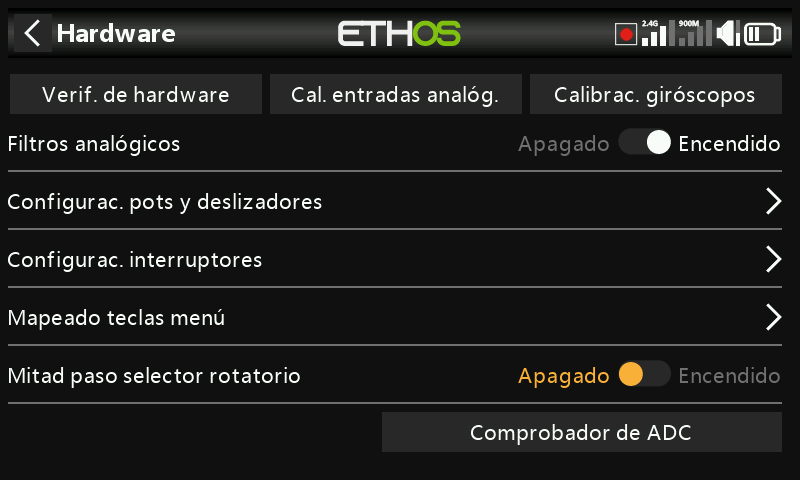 Hardware
ETHOS
2.4G
900M
Verif. de hardware
Cal. entradas analóg.
Calibrac. giróscopos
Filtros analógicos
Apagado
Encendido
Configurac. pots y deslizadores
Configurac. interruptores
Mapeado teclas menú
Mitad paso selector rotatorio
Apagado
Encendido
Comprobador de ADC